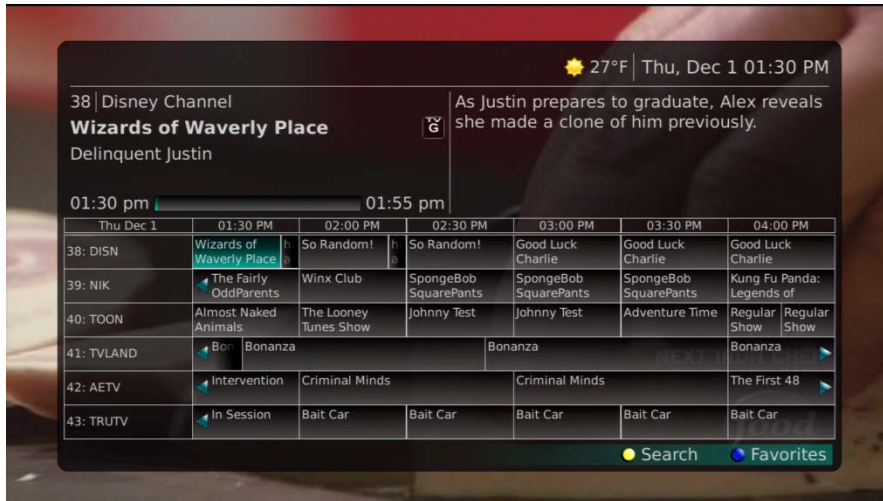 27°F Thu, Dec 1 01:30 PM
38 Disney Channel
Wizards of Waverly Place
TV G
Delinquent Justin
As Justin prepares to graduate, Alex reveals
she made a clone of him previously.
01:30 pm 01:55 pm
Thu Dec 1 01:30 PM 02:00 PM 02:30 PM 03:00 PM 03:30 PM 04:00 PM
38: DISN
Wizards of
Waverly Place
h
a
So Random!
h
a
So Random!
Good Luck
Charlie
Good Luck
Charlie
Good Luck
Charlie
39: NIK
The Fairly
OddParents
Winx Club
SpongeBob
SquarePants
SpongeBob
SquarePants
SpongeBob
SquarePants
Kung Fu Panda:
Legends of
40: TOON
Almost Naked
Animals
The Looney
Tunes Show
Johnny Test
Johnny Test
Adventure Time
Regular
Show
Regular
Show
41: TVLAND
Bon
Bonanza
Bonanza
Bonanza
NEXT IRON CHEF
42: AETV
Intervention
Criminal Minds
Criminal Minds
The First 48
43: TRUTV
In Session
Bait Car
Bait Car
Bait Car
Bait Car
Bait Car
food
Search Favorites